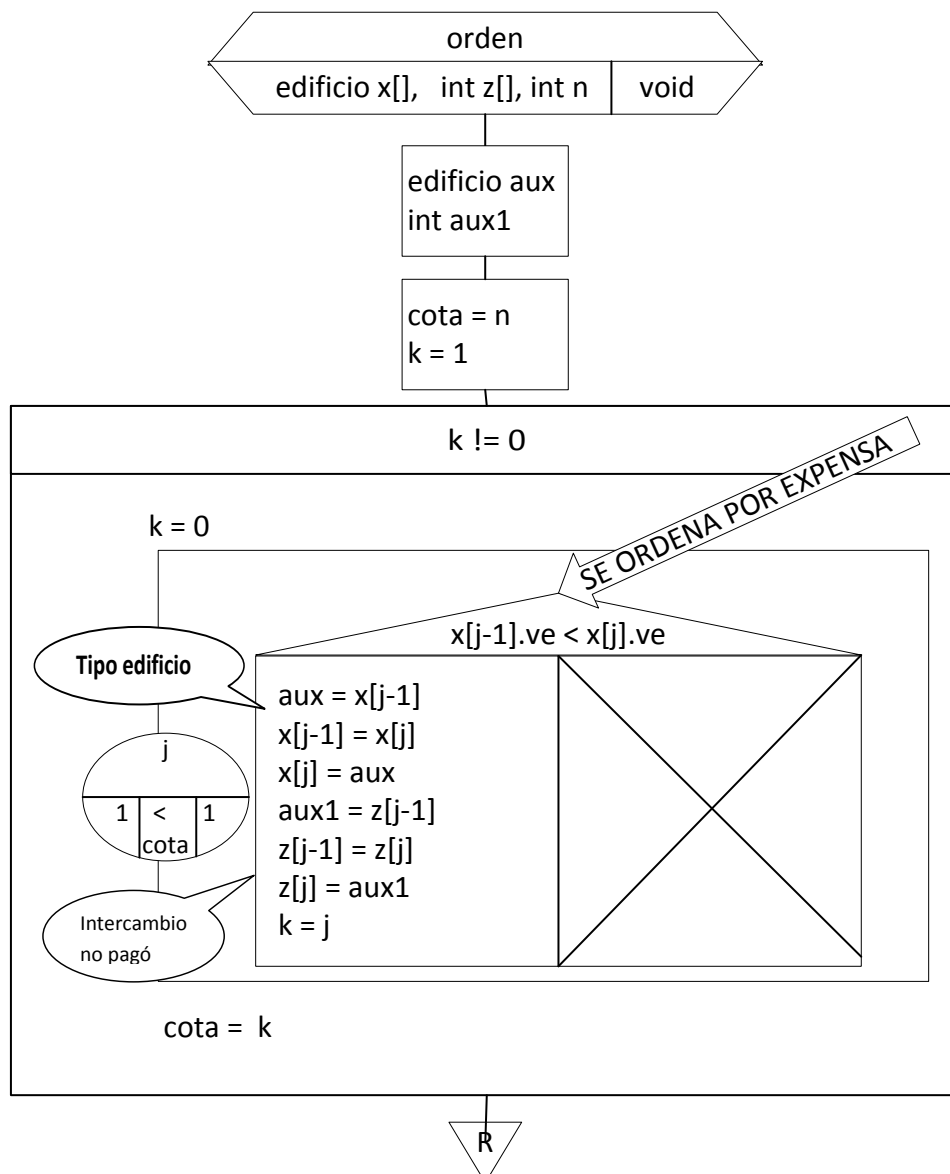 orden
edificio x[],   int z[], int n
void
edificio aux
int aux1
cota = n
k = 1
k != 0
SE ORDENA POR EXPENSA
k = 0
x[j-1].ve < x[j].ve
Tipo edificio
aux = x[j-1]
x[j-1] = x[j]
x[j] = aux
aux1 = z[j-1]
z[j-1] = z[j]
z[j] = aux1
k = j
j
1 < 1
cota
Intercambio
no pagó
cota =  k
R